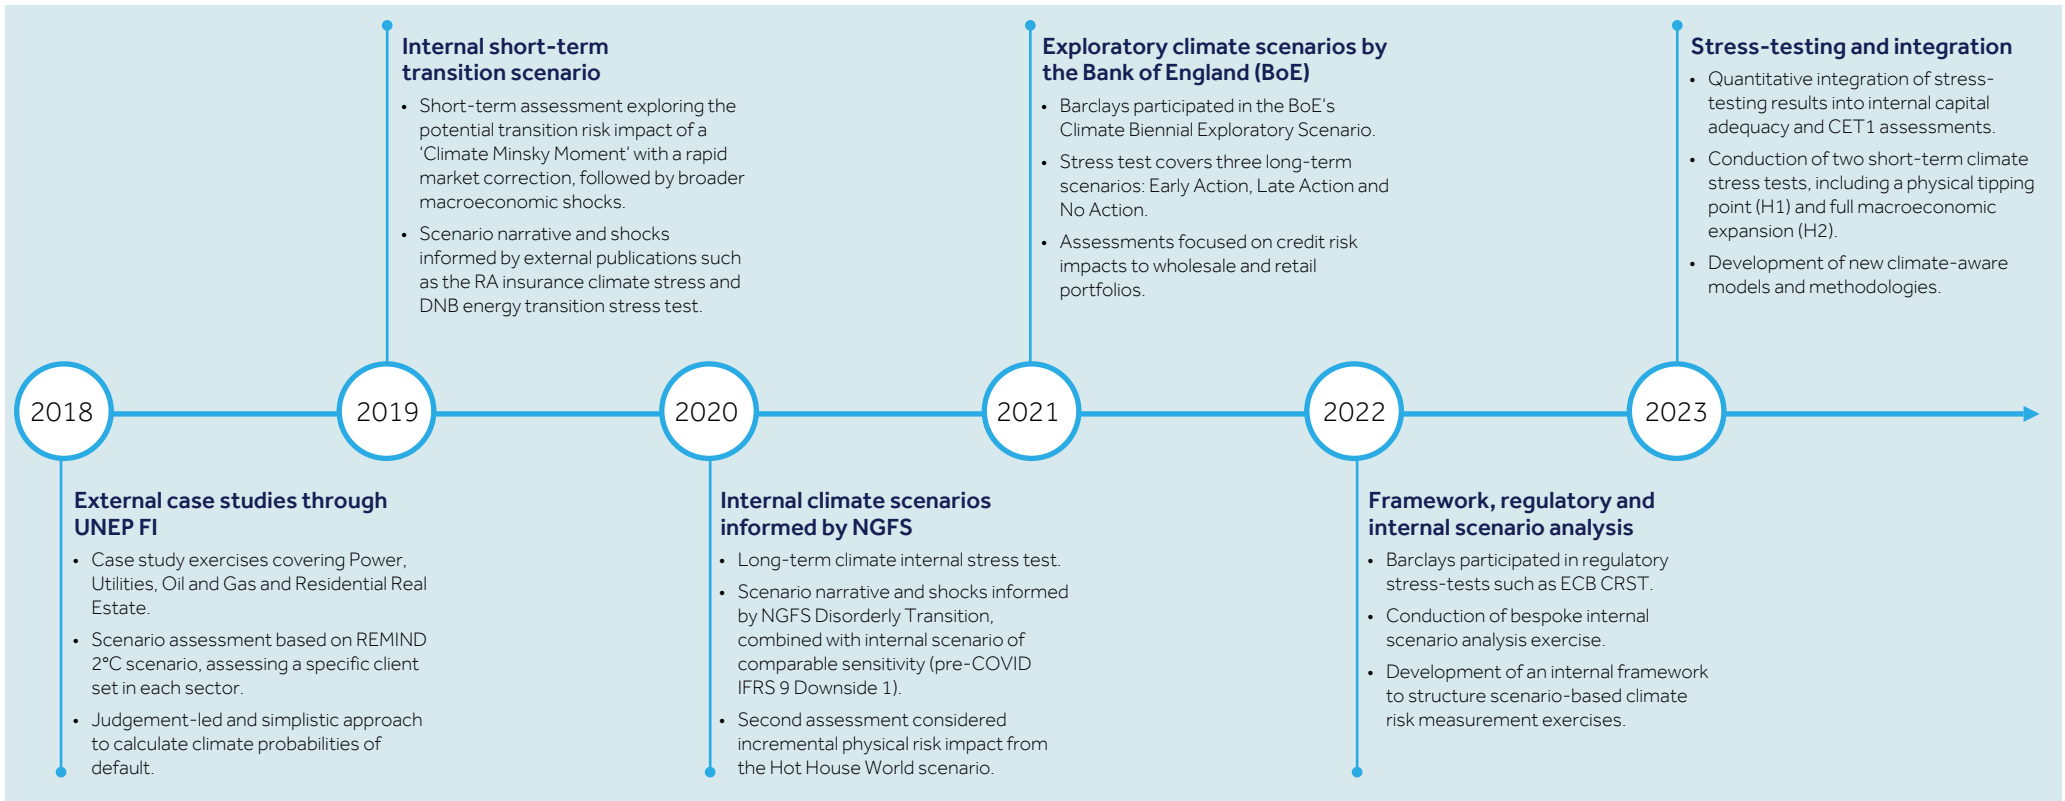 Internal short-term
transition scenario
• Short-term assessment exploring the
potential transition risk impact of a
‘Climate Minsky Moment’ with a rapid
market correction, followed by broader
macroeconomic shocks.
• Scenario narrative and shocks
informed by external publications such
as the RA insurance climate stress and
DNB energy transition stress test.
Exploratory climate scenarios by
the Bank of England (BoE)
• Barclays participated in the BoE’s
Climate Biennial Exploratory Scenario.
• Stress test covers three long-term
scenarios: Early Action, Late Action and
No Action.
• Assessments focused on credit risk
impacts to wholesale and retail
portfolios.
Stress-testing and integration
• Quantitative integration of stress-
testing results into internal capital
adequacy and CET1 assessments.
• Conduction of two short-term climate
stress tests, including a physical tipping
point (H1) and full macroeconomic
expansion (H2).
• Development of new climate-aware
models and methodologies.
2018
2019
2020
2021
2022
2023
External case studies through
UNEP FI
• Case study exercises covering Power,
Utilities, Oil and Gas and Residential Real
Estate.
• Scenario assessment based on REMIND
2°C scenario, assessing a specific client
set in each sector.
• Judgement-led and simplistic approach
to calculate climate probabilities of
default.
Internal climate scenarios
informed by NGFS
• Long-term climate internal stress test.
• Scenario narrative and shocks informed
by NGFS Disorderly Transition,
combined with internal scenario of
comparable sensitivity (pre-COVID
IFRS 9 Downside 1).
• Second assessment considered
incremental physical risk impact from
the Hot House World scenario.
Framework, regulatory and
internal scenario analysis
• Barclays participated in regulatory
stress-tests such as ECB CRST.
• Conduction of bespoke internal
scenario analysis exercise.
• Development of an internal framework
to structure scenario-based climate
risk measurement exercises.